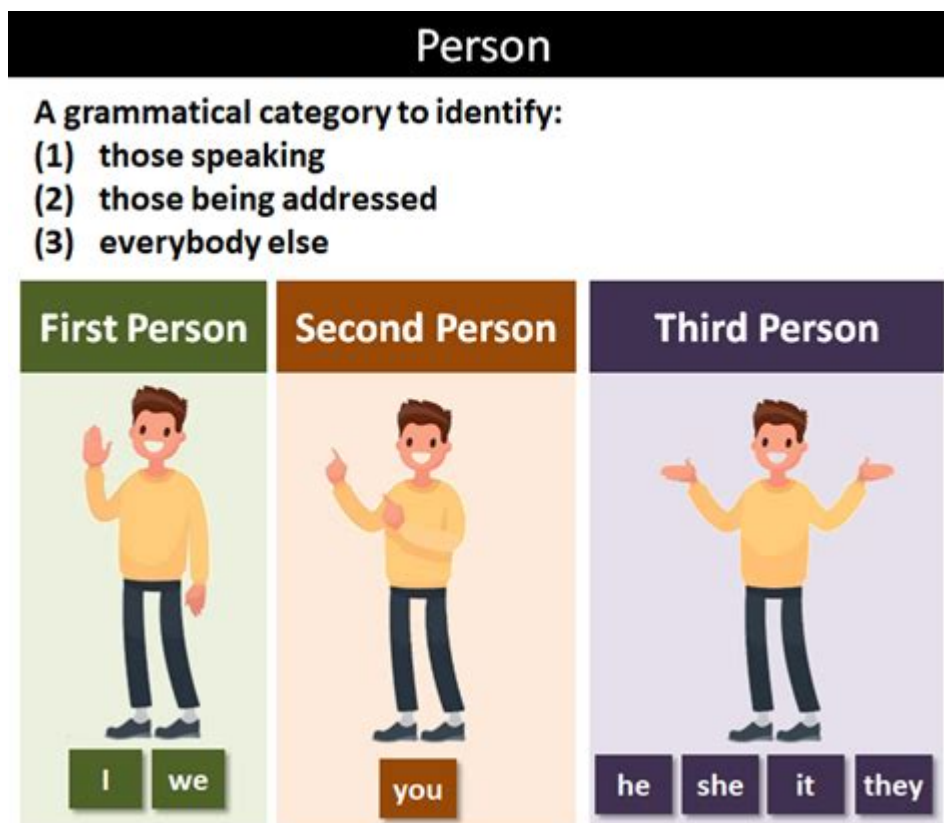 Person
A grammatical category to identify:
(1) those speaking
(2) those being addressed
(3) everybody else
First Person
Second Person
Third Person
I
we
you
he
she
it
they